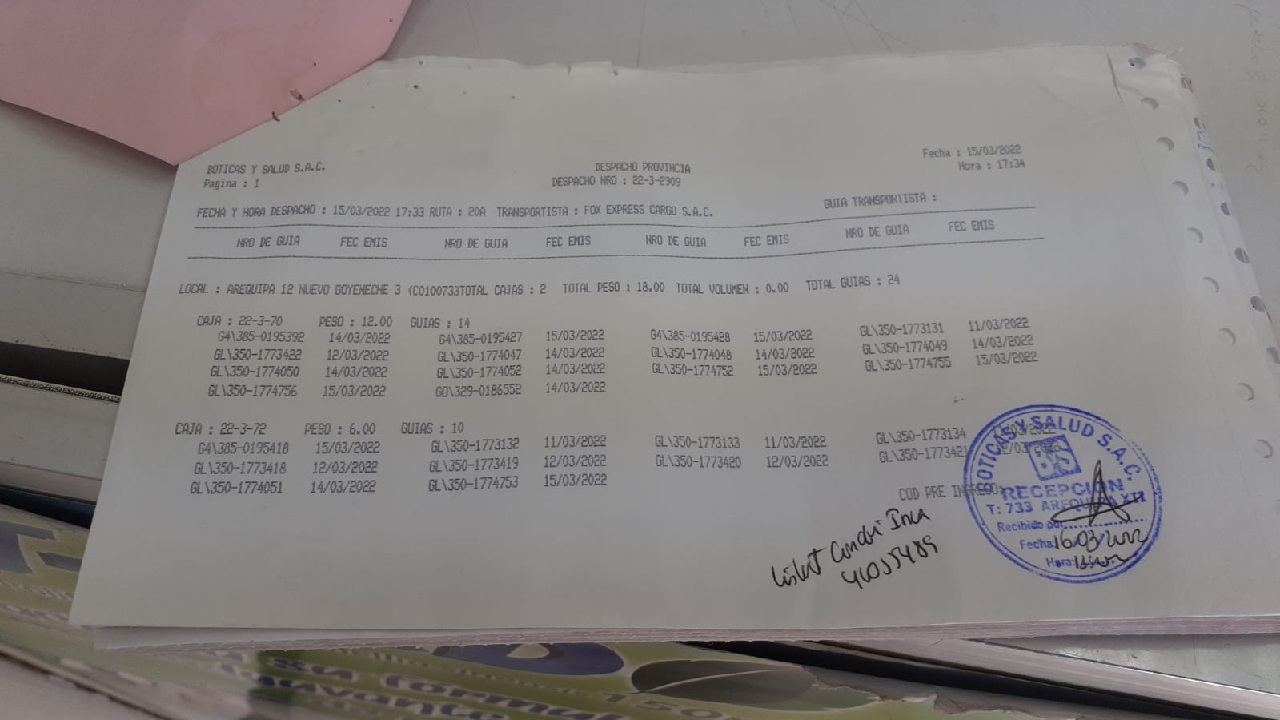 BOTICAS Y SALUD S.A.C.
Pagina : 1
DESPACHO PROVINCIA
DESPACHO NRO : 22-3-2909
Fecha : 15/03/2022
Hora : 17:34
FECHA Y HORA DESPACHO : 15/03/2022 17:33 RUTA : 20A TRANSPORTISTA : FOX EXPRESS CARGO S.A.C.
GUIA TRANSPORTISTA :
NRO DE GUIA FEC EMIS NRO DE GUIA FEC EMIS NRO DE GUIA FEC EMIS NRO DE GUIA FEC EMIS
LOCAL : AREQUIPA 12 NUEVO GOYENECHE 3 (C0100733TOTAL CAJAS : 2 TOTAL PESO : 18.00 TOTAL VOLUMEN : 0.00 TOTAL GUIAS : 24
CAJA : 22-3-70 PESO : 12.00 GUIAS : 14
G4\385-0195392 14/03/2022 G4\385-0195427 15/03/2022 G4\385-0195428 15/03/2022 GL\350-1773131 11/03/2022
GL\350-1773422 12/03/2022 GL\350-1774047 14/03/2022 GL\350-1774048 14/03/2022 GL\350-1774049 14/03/2022
GL\350-1774050 14/03/2022 GL\350-1774052 14/03/2022 GL\350-1774752 15/03/2022 GL\350-1774755 15/03/2022
GL\350-1774756 15/03/2022 GO\329-0186552 14/03/2022
CAJA : 22-3-72 PESO : 6.00 GUIAS : 10
G4\385-0195418 15/03/2022 GL\350-1773132 11/03/2022 GL\350-1773133 11/03/2022 GL\350-1773134
GL\350-1773418 12/03/2022 GL\350-1773419 12/03/2022 GL\350-1773420 12/03/2022
GL\350-1774051 14/03/2022 GL\350-1774753 15/03/2022
COD PRE INGRESO
BOTICAS Y SALUD S.A.C.
BS
RECEPCION
T: 733 AREQUIPA XII
Recibido por
Fecha: 16/03/2022
Hora:
Inca